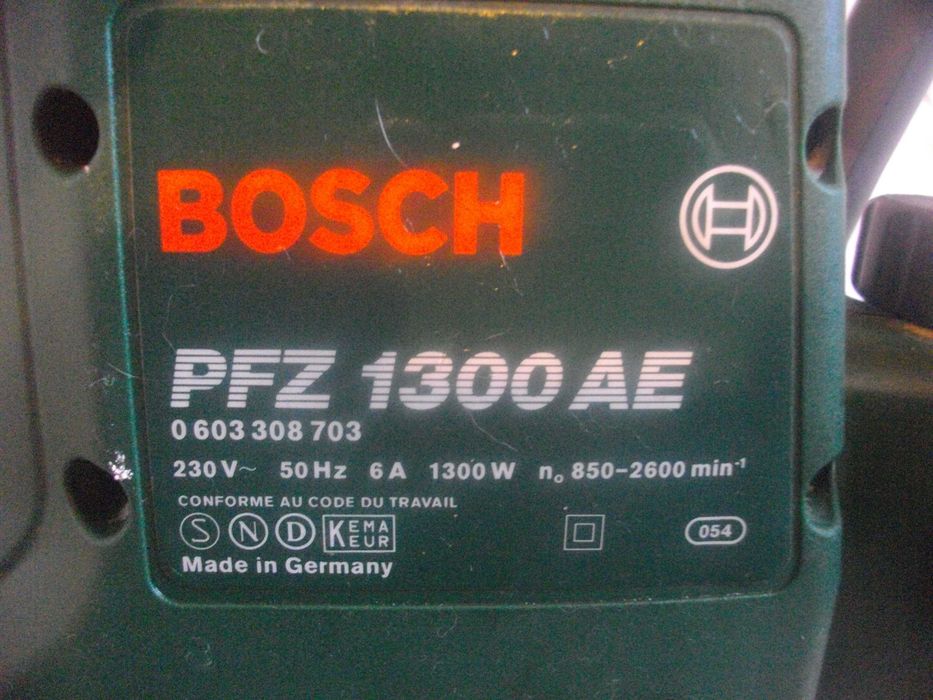 BOSCH
PFZ 1300 AE
0 603 308 703
230 V~ 50 Hz 6 A 1300 W n₀ 850-2600 min⁻¹
CONFORME AU CODE DU TRAVAIL
S N D KEMA EUR 054
Made in Germany